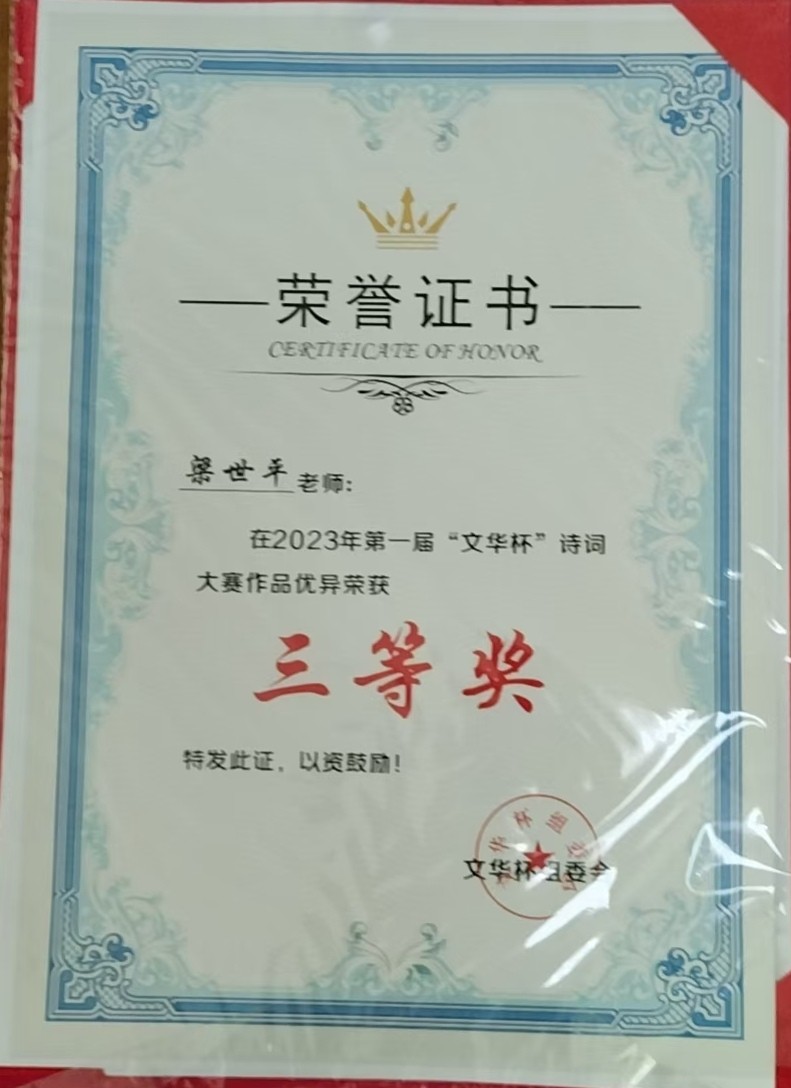 荣誉证书
CERTIFICATE OF HONOR
梁世平老师:
在2023年第一届“文华杯”诗词
大赛作品优异荣获
三等奖
特发此证，以资鼓励!
文华杯组委会